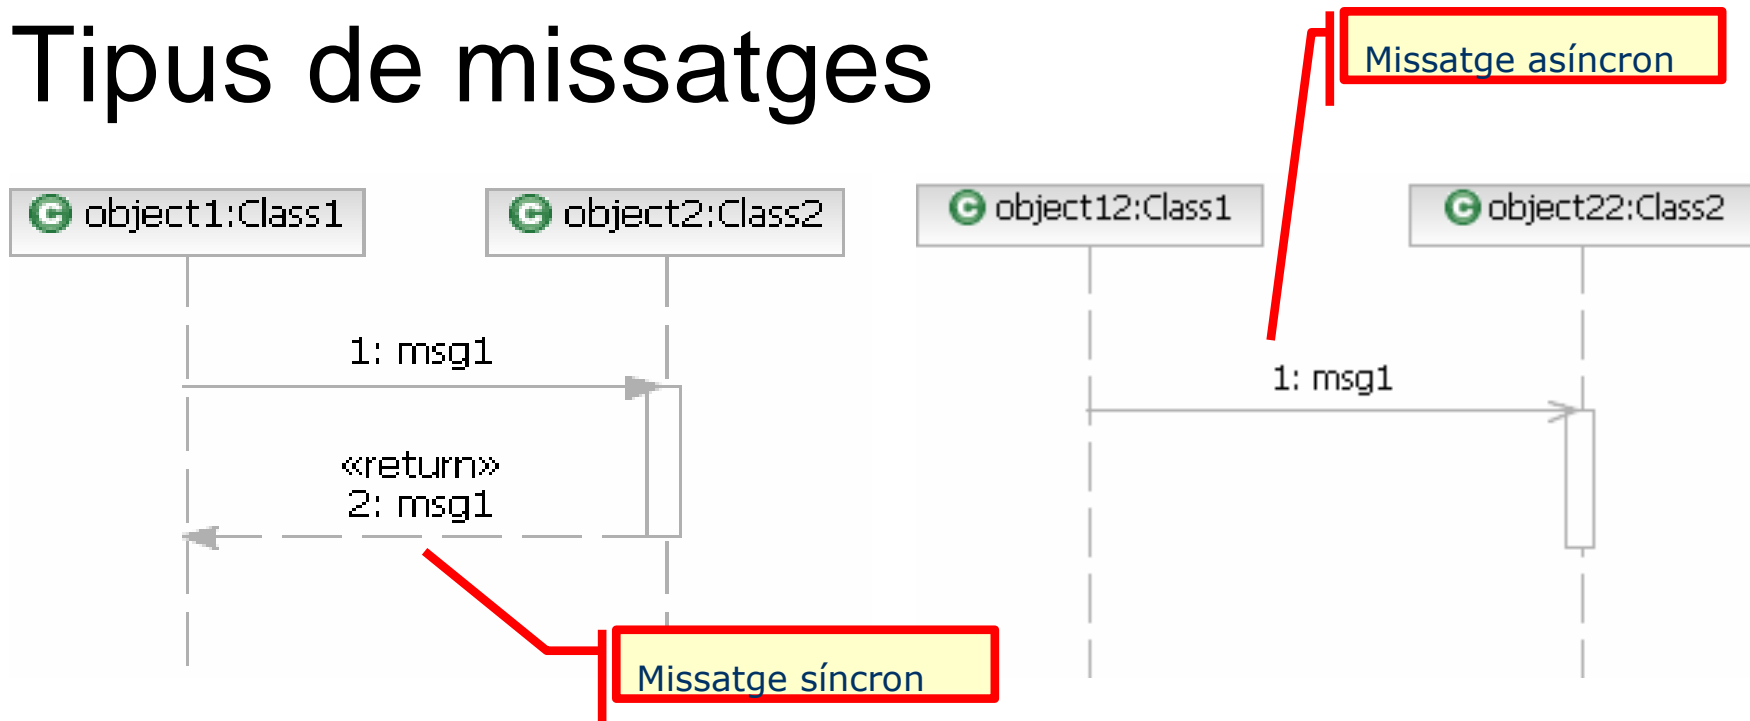 Tipus de missatges
Missatge asíncron
C object1:Class1
C object2:Class2
1: msg1
«return»
2: msg1
Missatge síncron
C object12:Class1
C object22:Class2
1: msg1